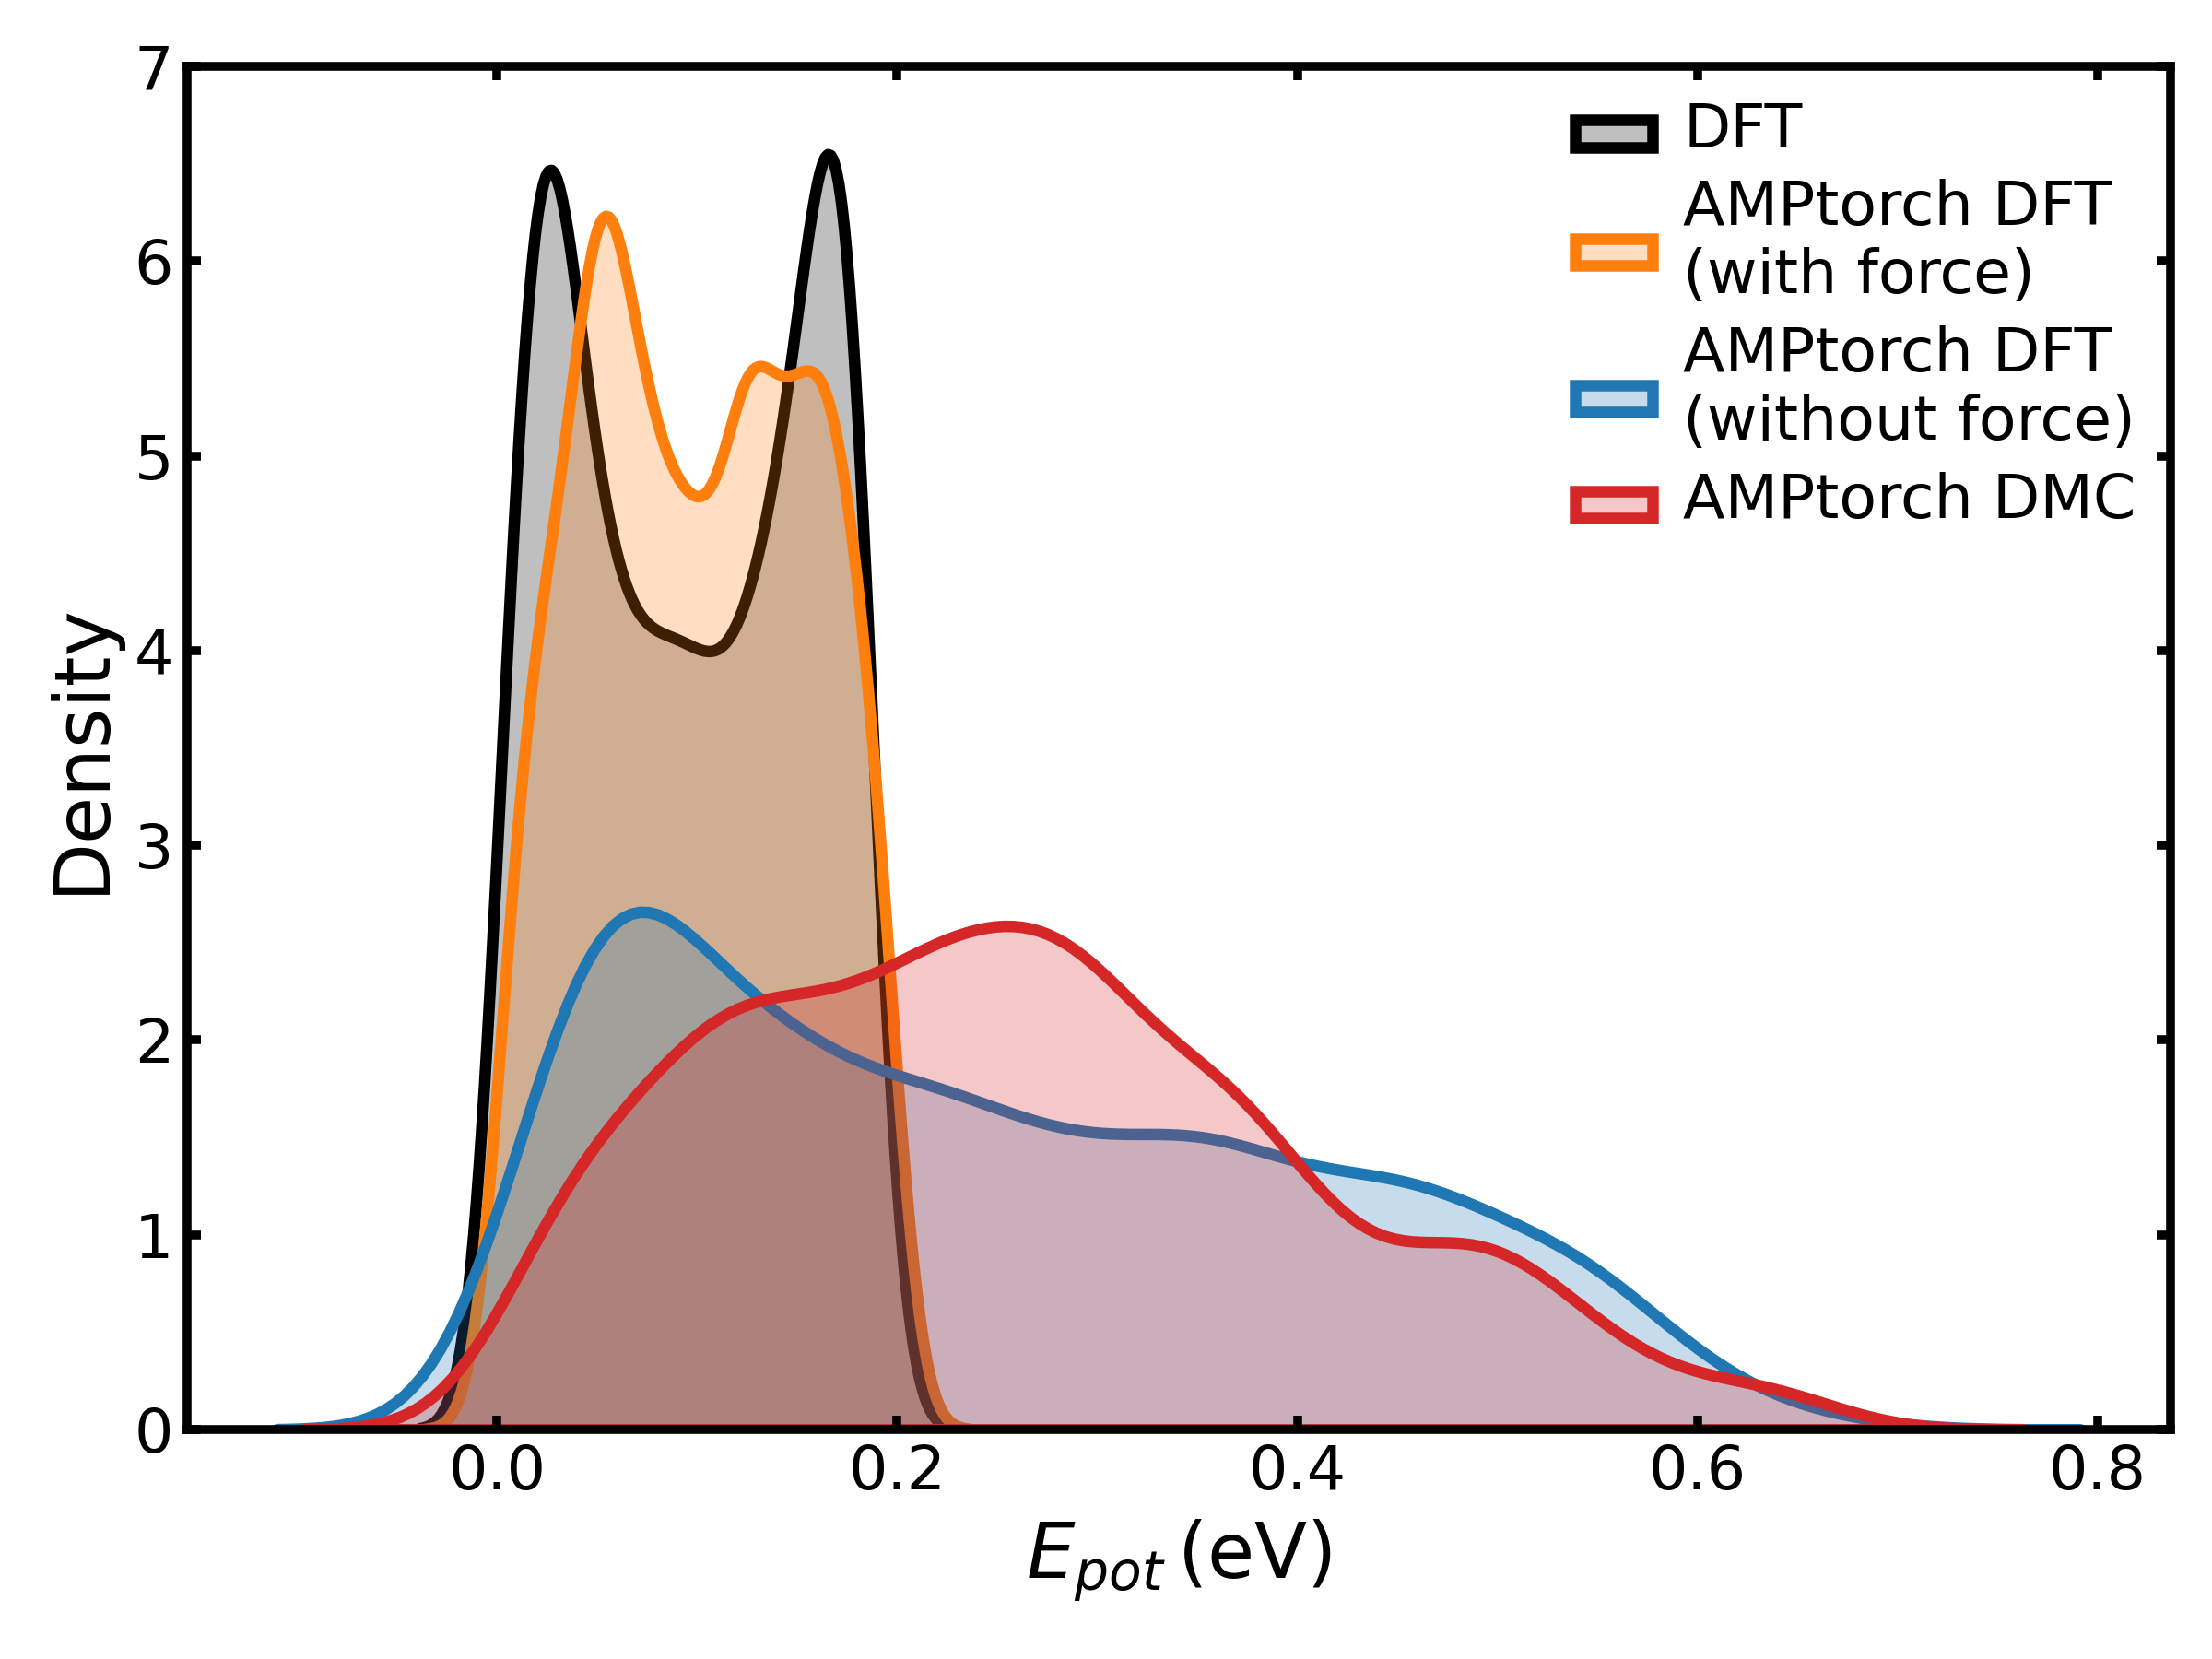 7
6
5
4
3
2
1
0
Density
0.0 0.2 0.4 0.6 0.8
E_pot (eV)
DFT
AMPtorch DFT
(with force)
AMPtorch DFT
(without force)
AMPtorch DMC